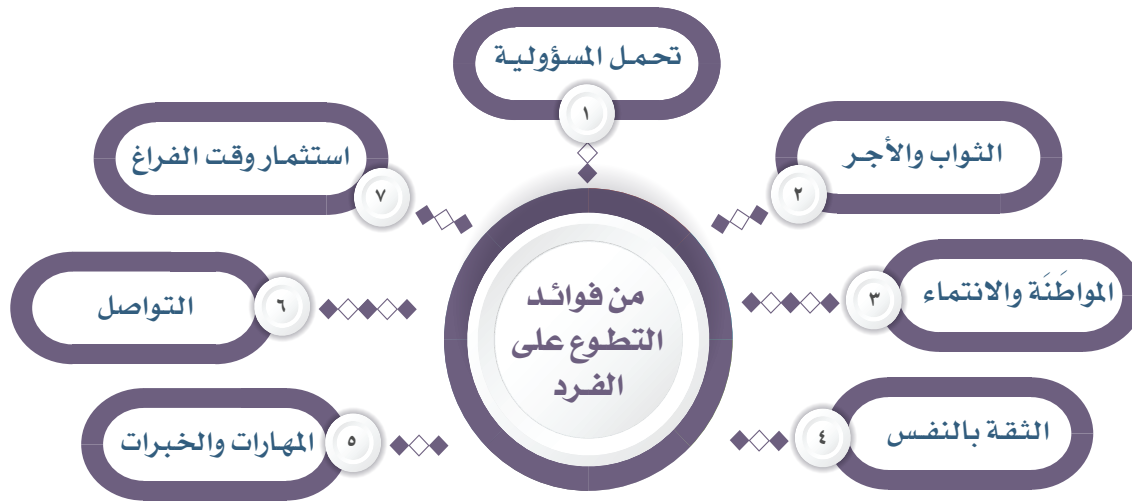 من فوائد
التطوع على
الفرد
١
تحمل المسؤولية
٢
الثواب والأجر
٣
المواطَنَة والانتماء
٤
الثقة بالنفس
٥
المهارات والخبرات
٦
التواصل
٧
استثمار وقت الفراغ